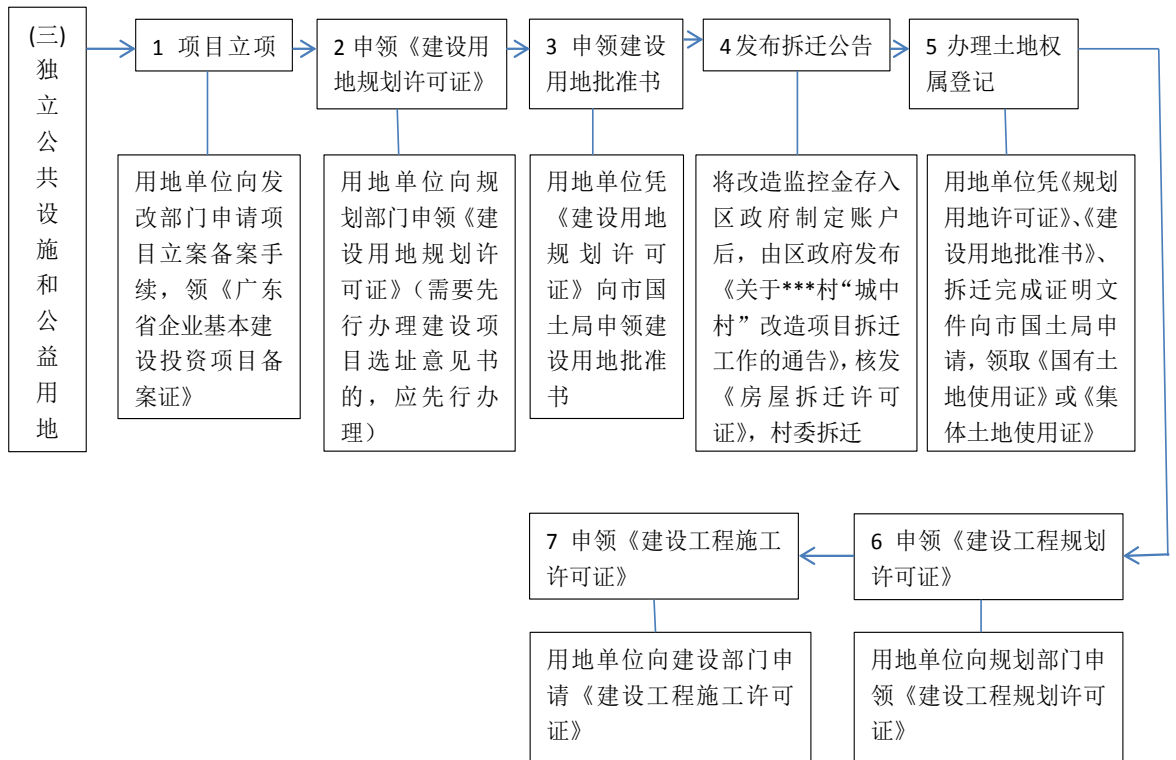 (三)
独
立
公
共
设
施
和
公
益
用
地
1 项目立项
2 申领《建设用
地规划许可证》
3 申领建设
用地批准书
4发布拆迁公告
5 办理土地权
属登记
用地单位向发
改部门申请项
目立案备案手
续，领《广东
省企业基本建
设投资项目备
案证》
用地单位向规
划部门申领《建
设用地规划许
可证》（需要先
行办理建设项
目选址意见书
的，应先行办
理）
用地单位凭
《建设用地
规划许可
证》向市国
土局申领建
设用地批准
书
将改造监控金存入
区政府制定账户
后，由区政府发布
《关于***村“城中
村”改造项目拆迁
工作的通告》，核发
《房屋拆迁许可
证》，村委拆迁
用地单位凭《规划
用地许可证》、《建
设用地批准书》、
拆迁完成证明文
件向市国土局申
请，领取《国有土
地使用证》或《集
体土地使用证》
7 申领《建设工程施工
许可证》
6 申领《建设工程规划
许可证》
用地单位向建设部门申
请《建设工程施工许可
证》
用地单位向规划部门申
领《建设工程规划许可
证》